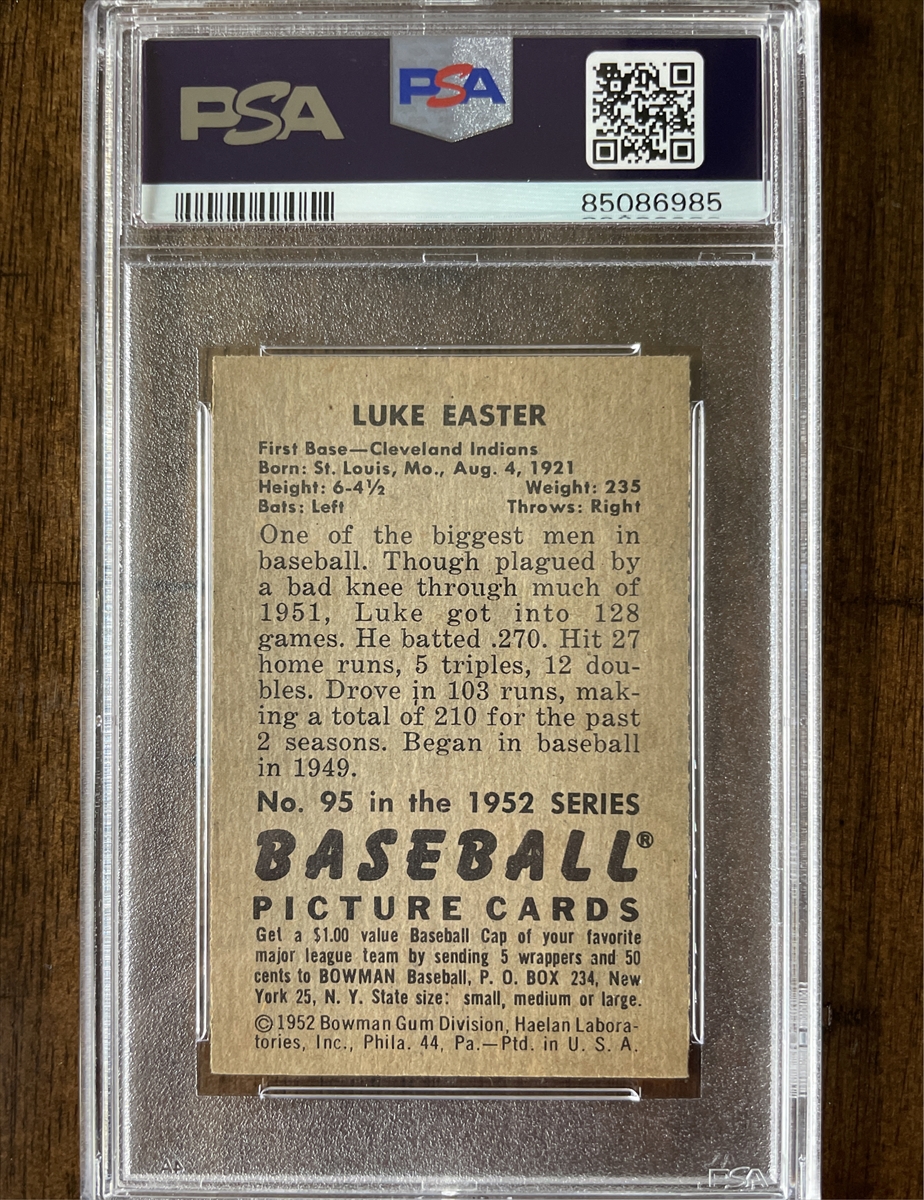 PSA PSA
85086985
LUKE EASTER
First Base—Cleveland Indians
Born: St. Louis, Mo., Aug. 4, 1921
Height: 6-4½ Weight: 235
Bats: Left Throws: Right
One of the biggest men in
baseball. Though plagued by
a bad knee through much of
1951, Luke got into 128
games. He batted .270. Hit 27
home runs, 5 triples, 12 dou-
bles. Drove in 103 runs, mak-
ing a total of 210 for the past
2 seasons. Began in baseball
in 1949.
No. 95 in the 1952 SERIES
BASEBALL®
PICTURE CARDS
Get a $1.00 value Baseball Cap of your favorite
major league team by sending 5 wrappers and 50
cents to BOWMAN Baseball, P. O. BOX 234, New
York 25, N. Y. State size: small, medium or large.
©1952 Bowman Gum Division, Haelan Labora-
tories, Inc., Phila. 44, Pa.—Ptd. in U. S. A.
AA PSA